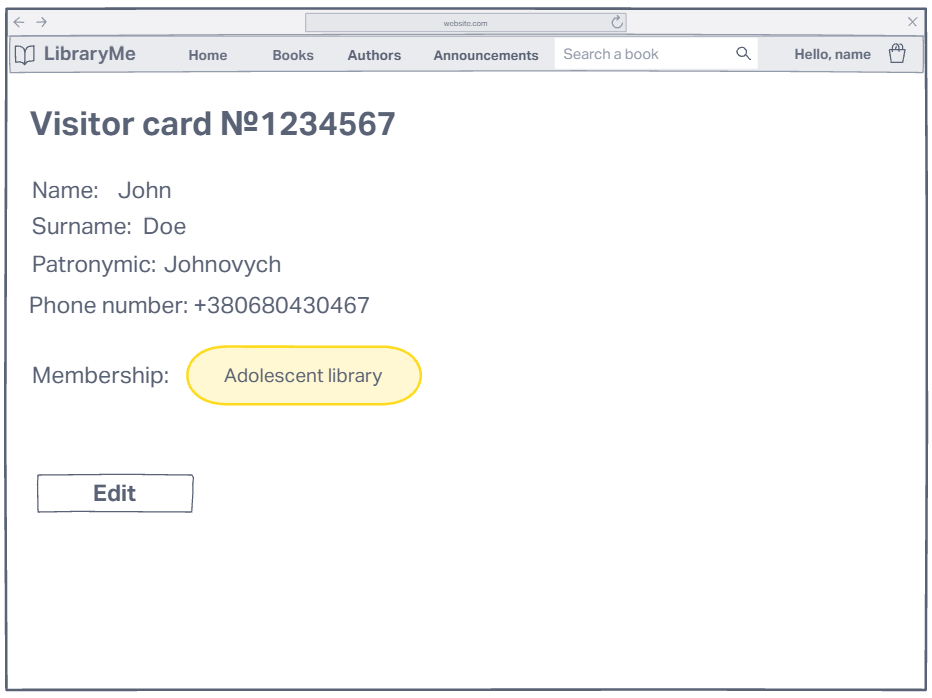 website.com
LibraryMe Home Books Authors Announcements Search a book Hello, name
Visitor card №1234567
Name: John
Surname: Doe
Patronymic: Johnovych
Phone number: +380680430467
Membership: Adolescent library
Edit